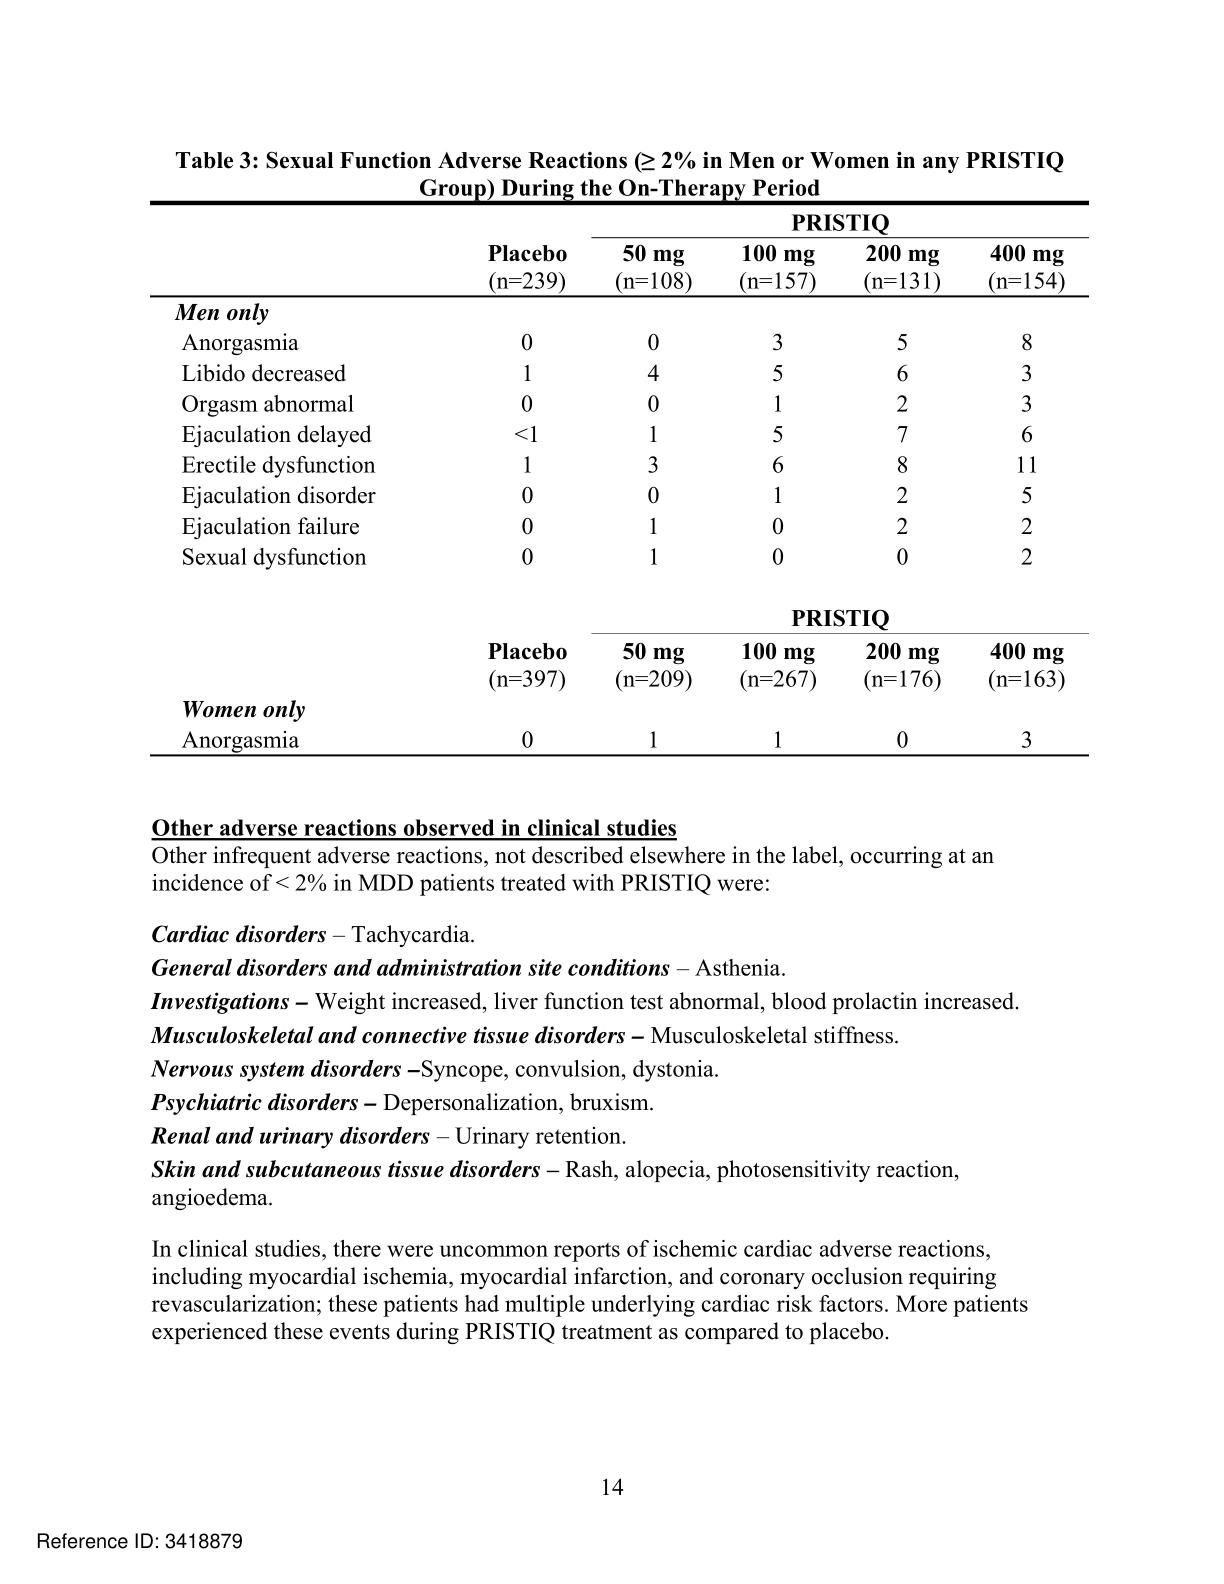 Table 3: Sexual Function Adverse Reactions (≥ 2% in Men or Women in any PRISTIQ
Group) During the On-Therapy Period
PRISTIQ
Placebo 50 mg 100 mg 200 mg 400 mg
(n=239) (n=108) (n=157) (n=131) (n=154)
Men only
Anorgasmia 0 0 3 5 8
Libido decreased 1 4 5 6 3
Orgasm abnormal 0 0 1 2 3
Ejaculation delayed <1 1 5 7 6
Erectile dysfunction 1 3 6 8 11
Ejaculation disorder 0 0 1 2 5
Ejaculation failure 0 1 0 2 2
Sexual dysfunction 0 1 0 0 2
PRISTIQ
Placebo 50 mg 100 mg 200 mg 400 mg
(n=397) (n=209) (n=267) (n=176) (n=163)
Women only
Anorgasmia 0 1 1 0 3
Other adverse reactions observed in clinical studies
Other infrequent adverse reactions, not described elsewhere in the label, occurring at an
incidence of < 2% in MDD patients treated with PRISTIQ were:
Cardiac disorders – Tachycardia.
General disorders and administration site conditions – Asthenia.
Investigations – Weight increased, liver function test abnormal, blood prolactin increased.
Musculoskeletal and connective tissue disorders – Musculoskeletal stiffness.
Nervous system disorders –Syncope, convulsion, dystonia.
Psychiatric disorders – Depersonalization, bruxism.
Renal and urinary disorders – Urinary retention.
Skin and subcutaneous tissue disorders – Rash, alopecia, photosensitivity reaction,
angioedema.
In clinical studies, there were uncommon reports of ischemic cardiac adverse reactions,
including myocardial ischemia, myocardial infarction, and coronary occlusion requiring
revascularization; these patients had multiple underlying cardiac risk factors. More patients
experienced these events during PRISTIQ treatment as compared to placebo.
14
Reference ID: 3418879